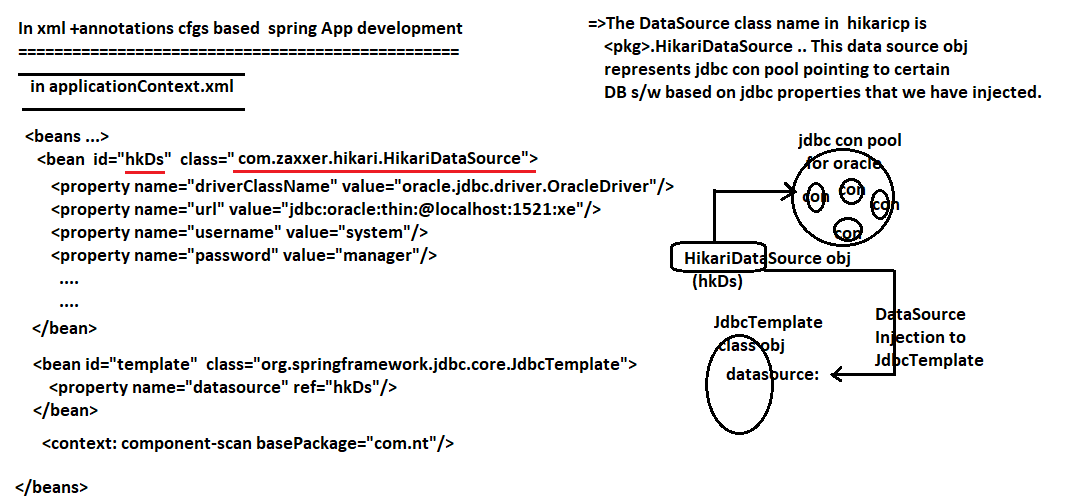 In xml +annotations cfgs based spring App development
=================================================
in applicationContext.xml
<beans ...>
<bean id="hkDs" class=" com.zaxxer.hikari.HikariDataSource">
<property name="driverClassName" value="oracle.jdbc.driver.OracleDriver"/>
<property name="url" value="jdbc:oracle:thin:@localhost:1521:xe"/>
<property name="username" value="system"/>
<property name="password" value="manager"/>
....
....
</bean>
<bean id="template" class="org.springframework.jdbc.core.JdbcTemplate">
<property name="datasource" ref="hkDs"/>
</bean>
<context: component-scan basePackage="com.nt"/>
</beans>
=>The DataSource class name in hikaricp is
<pkg>.HikariDataSource .. This data source obj
represents jdbc con pool pointing to certain
DB s/w based on jdbc properties that we have injected.
jdbc con pool
for oracle
con
con
con
con
HikariDataSource obj
(hkDs)
JdbcTemplate
class obj
datasource:
DataSource
Injection to
JdbcTemplate